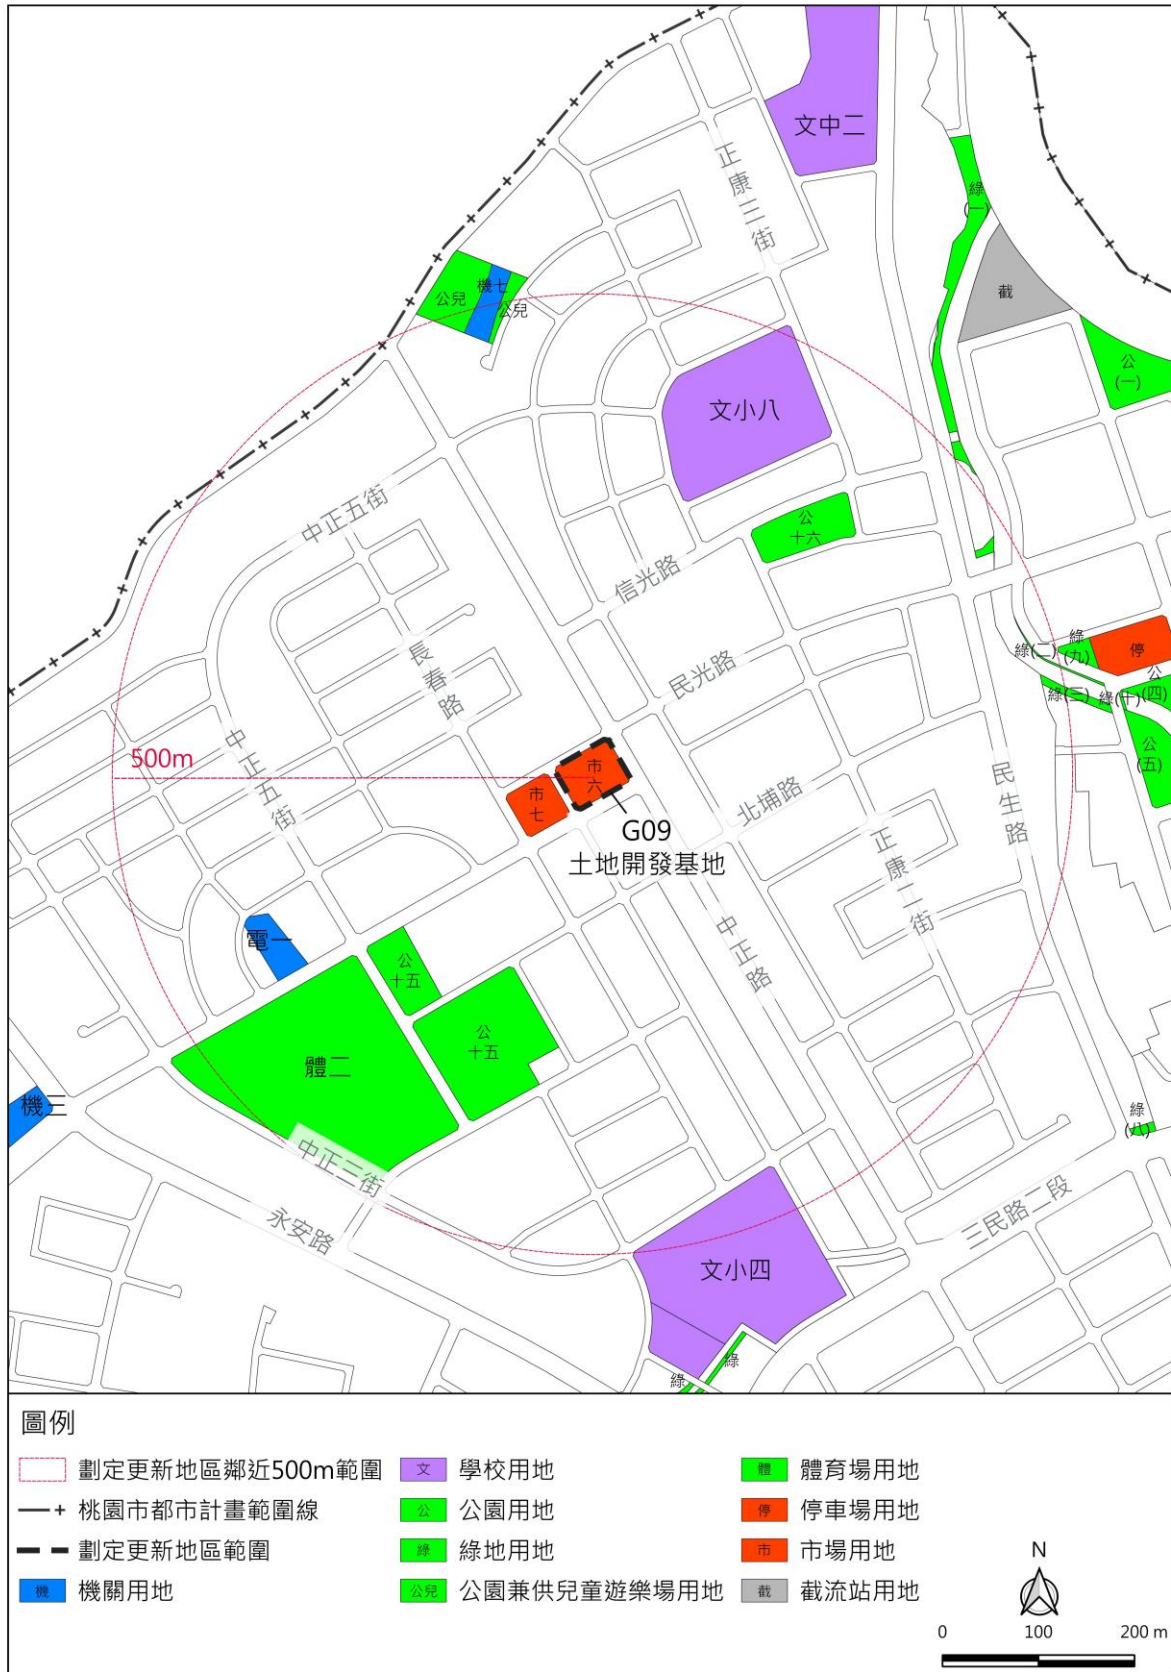 文中二
正康三街
綠
(一)
截
機七
公兒
公兒
公
(一)
文小八
中正五街
公
十六
信光路
綠(二)
綠
(九)
停
公
(四)
綠(三)
綠(十)
公
(五)
長春路
民光路
中正五街
500m
市
六
市
七
G09
土地開發基地
北埔路
民生路
正康二街
中正路
電一
公
十五
公
十五
體二
機三
綠
(八)
中正三街
永安路
三民路二段
文小四
綠
綠
圖例
劃定更新地區鄰近500m範圍
桃園市都市計畫範圍線
劃定更新地區範圍
機 機關用地
文 學校用地
公 公園用地
綠 綠地用地
公兒 公園兼供兒童遊樂場用地
體 體育場用地
停 停車場用地
市 市場用地
截 截流站用地
N
0 100 200 m